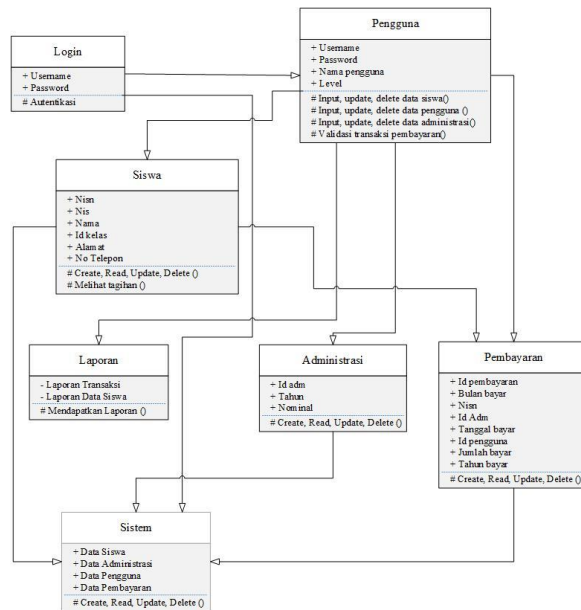 Pengguna
+ Username
+ Password
+ Nama pengguna
+ Level
# Input, update, delete data siswa()
# Input, update, delete data pengguna ()
# Input, update, delete data administrasi()
# Validasi transaksi pembayaran()
Login
+ Username
+ Password
# Autentikasi
Siswa
+ Nisn
+ Nis
+ Nama
+ Id kelas
+ Alamat
+ No Telepon
# Create, Read, Update, Delete ()
# Melihat tagihan ()
Laporan
- Laporan Transaksi
- Laporan Data Siswa
# Mendapatkan Laporan ()
Administrasi
+ Id adm
+ Tahun
+ Nominal
# Create, Read, Update, Delete ()
Pembayaran
+ Id pembayaran
+ Bulan bayar
+ Nisn
+ Id Adm
+ Tanggal bayar
+ Id pengguna
+ Jumlah bayar
+ Tahun bayar
# Create, Read, Update, Delete ()
Sistem
+ Data Siswa
+ Data Administrasi
+ Data Pengguna
+ Data Pembayaran
# Create, Read, Update, Delete ()